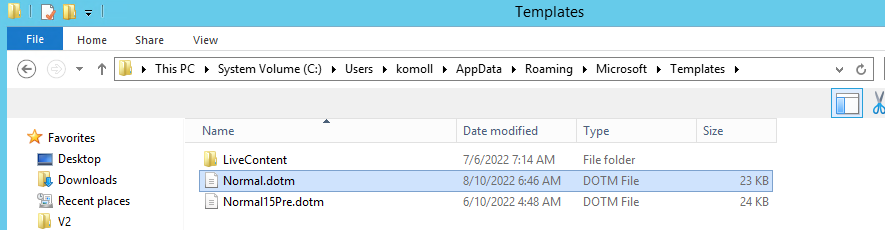 Templates
File Home Share View
This PC System Volume (C:) Users komoll AppData Roaming Microsoft Templates
Favorites
Desktop
Downloads
Recent places
V2
Name Date modified Type Size
LiveContent 7/6/2022 7:14 AM File folder
Normal.dotm 8/10/2022 6:46 AM DOTM File 23 KB
Normal15Pre.dotm 6/10/2022 4:48 AM DOTM File 24 KB